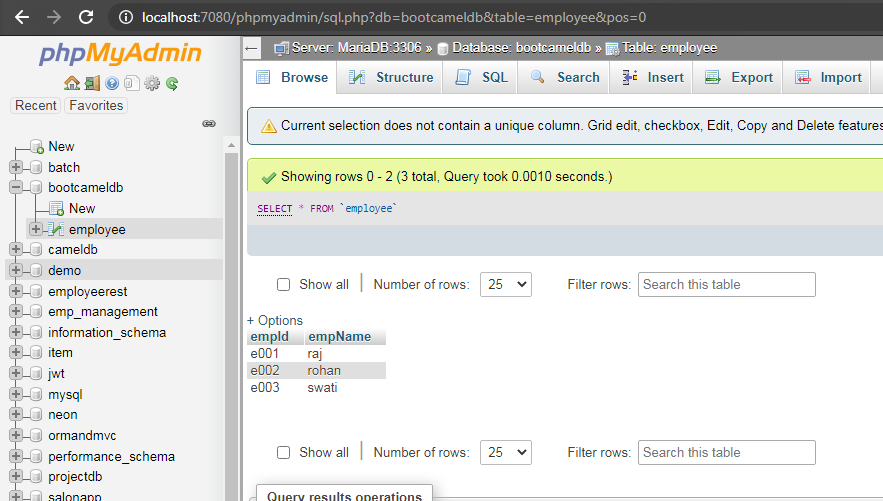 localhost:7080/phpmyadmin/sql.php?db=bootcameldb&table=employee&pos=0
phpMyAdmin
Recent Favorites
New
batch
bootcameldb
New
employee
cameldb
demo
employeerest
emp_management
information_schema
item
jwt
mysql
neon
ormandmvc
performance_schema
projectdb
salonapp
Server: MariaDB:3306 » Database: bootcameldb » Table: employee
Browse Structure SQL Search Insert Export Import
Current selection does not contain a unique column. Grid edit, checkbox, Edit, Copy and Delete features
Showing rows 0 - 2 (3 total, Query took 0.0010 seconds.)
SELECT * FROM `employee`
Show all | Number of rows: 25 Filter rows: Search this table
+ Options
empId empName
e001 raj
e002 rohan
e003 swati
Show all | Number of rows: 25 Filter rows: Search this table
Query results operations